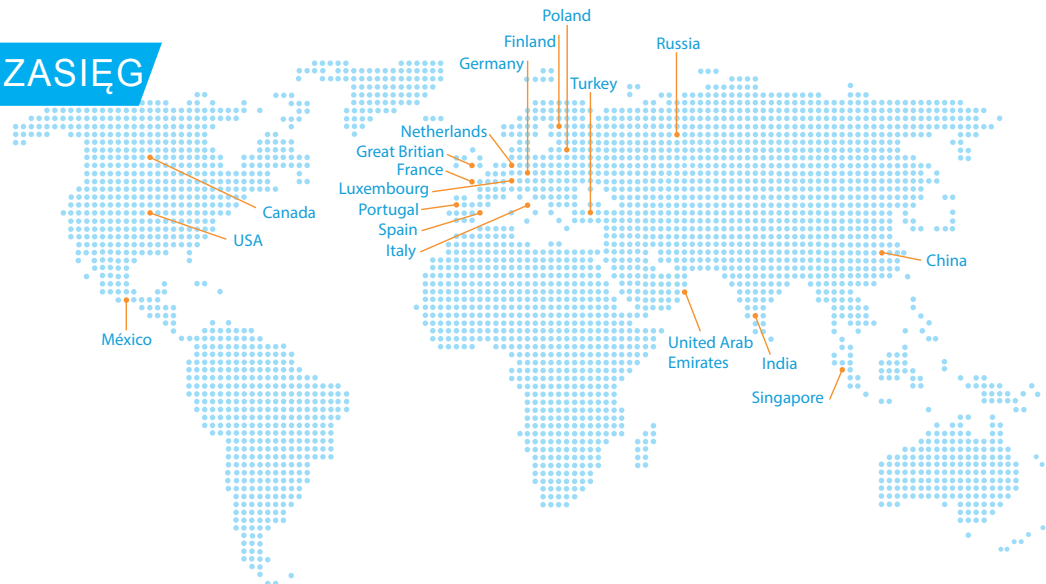 ZASIĘG
Poland
Finland
Russia
Germany
Turkey
Netherlands
Great Britian
France
Luxembourg
Portugal
Spain
Italy
Canada
USA
China
México
United Arab
Emirates
India
Singapore